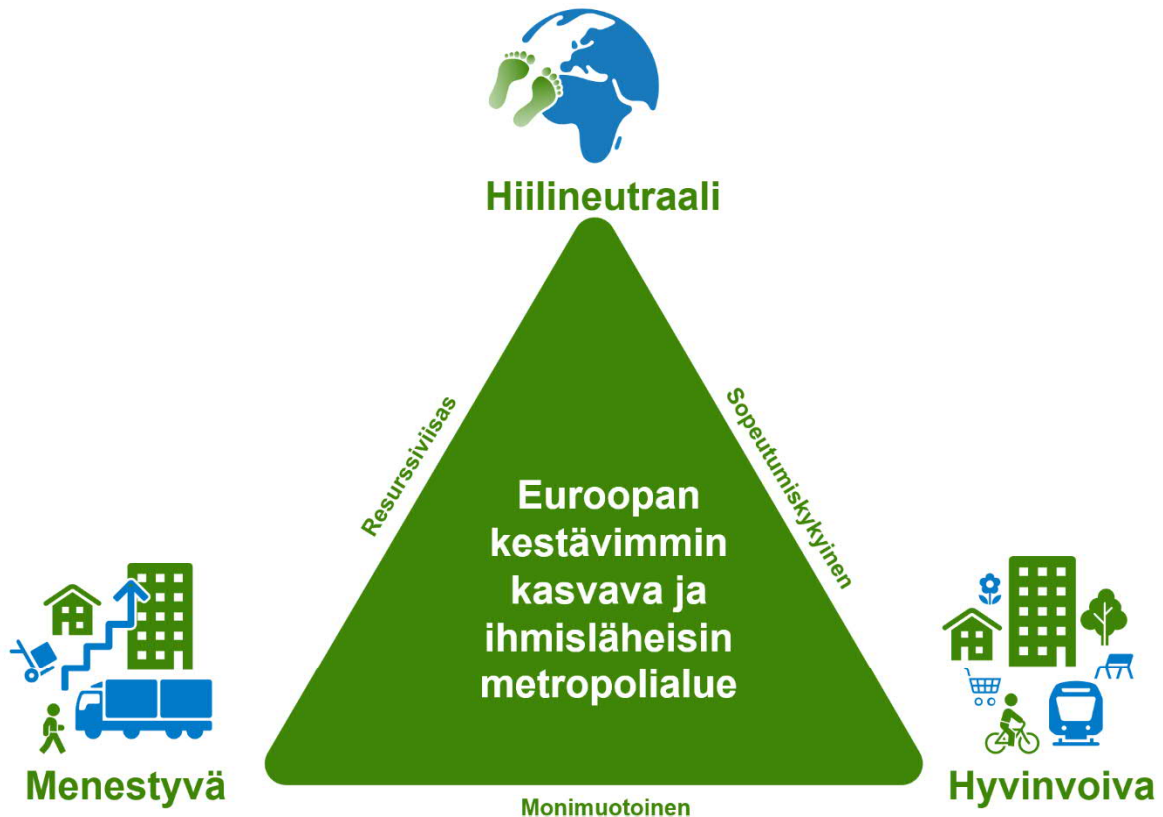 Hiilineutraali
Resurssiviisas
Sopeutumiskykyinen
Euroopan
kestävimmin
kasvava ja
ihmisläheisin
metropolialue
Menestyvä
Hyvinvoiva
Monimuotoinen